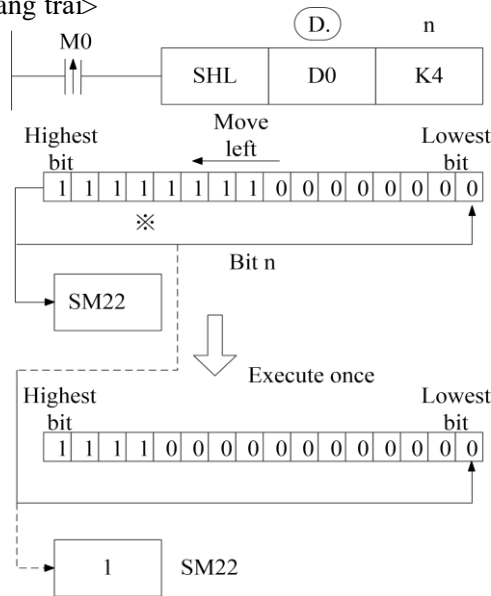 ang trai>
D. n
M0
SHL D0 K4
Move left
Highest bit
Lowest bit
1 1 1 1 1 1 1 1 0 0 0 0 0 0 0 0
※
Bit n
SM22
Execute once
Highest bit
Lowest bit
1 1 1 1 0 0 0 0 0 0 0 0 0 0 0 0
1 SM22